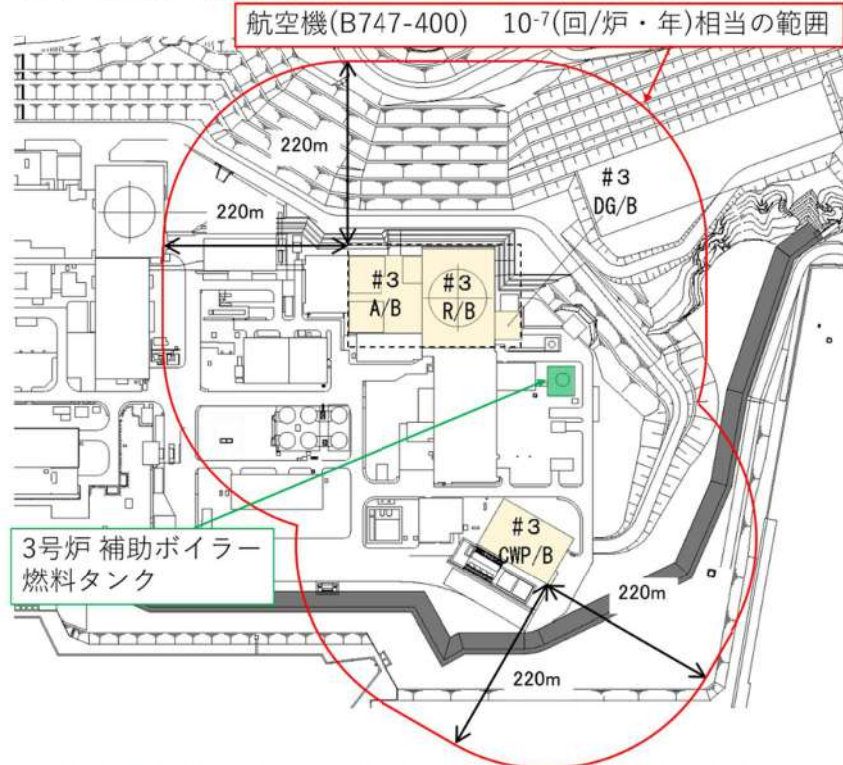 航空機(B747-400) 10⁻⁷(回/炉・年)相当の範囲
220m
#3
DG/B
220m
#3
A/B
#3
R/B
3号炉 補助ボイラー
燃料タンク
#3
CWP/B
220m
220m